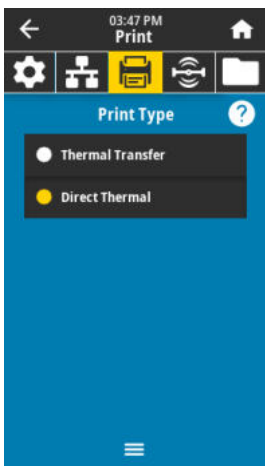 03:47 PM
Print
Print Type
?
Thermal Transfer
Direct Thermal